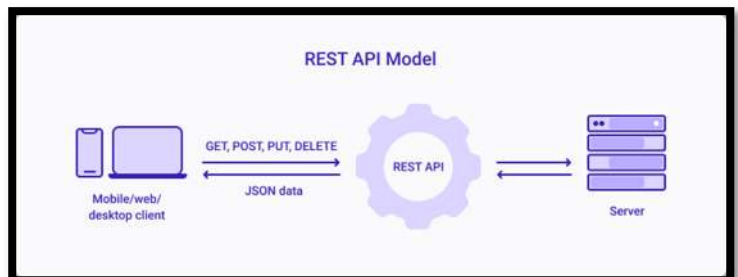 REST API Model
GET, POST, PUT, DELETE
REST API
JSON data
Mobile/web/
desktop client
Server